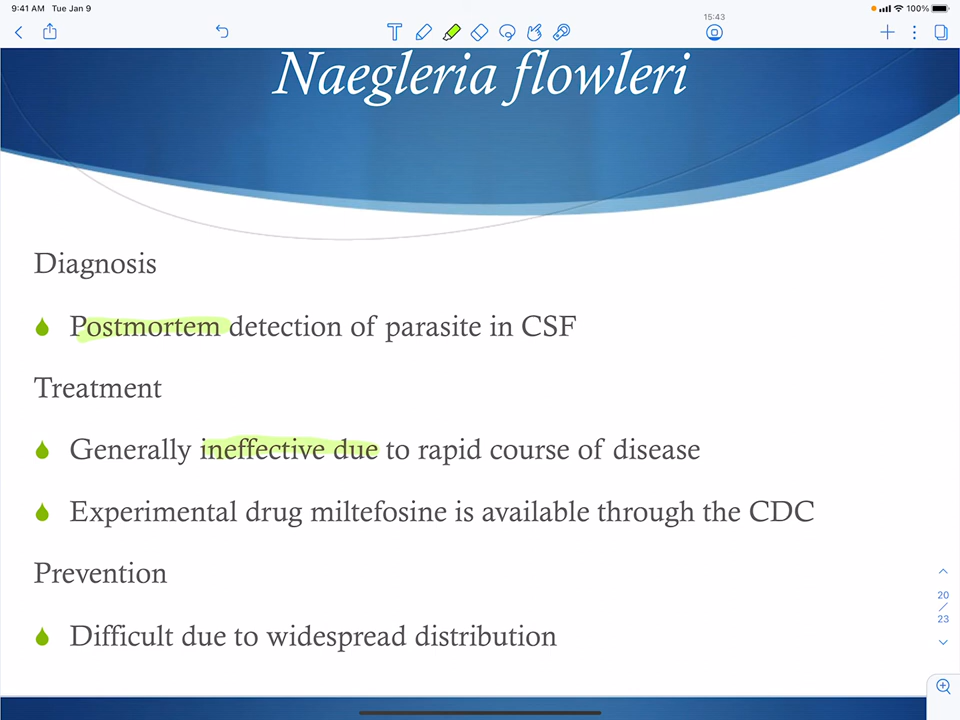 9:41 AM Tue Jan 9
100%
15:43
Naegleria flowleri
Diagnosis
Postmortem detection of parasite in CSF
Treatment
Generally ineffective due to rapid course of disease
Experimental drug miltefosine is available through the CDC
Prevention
Difficult due to widespread distribution
20
/
23